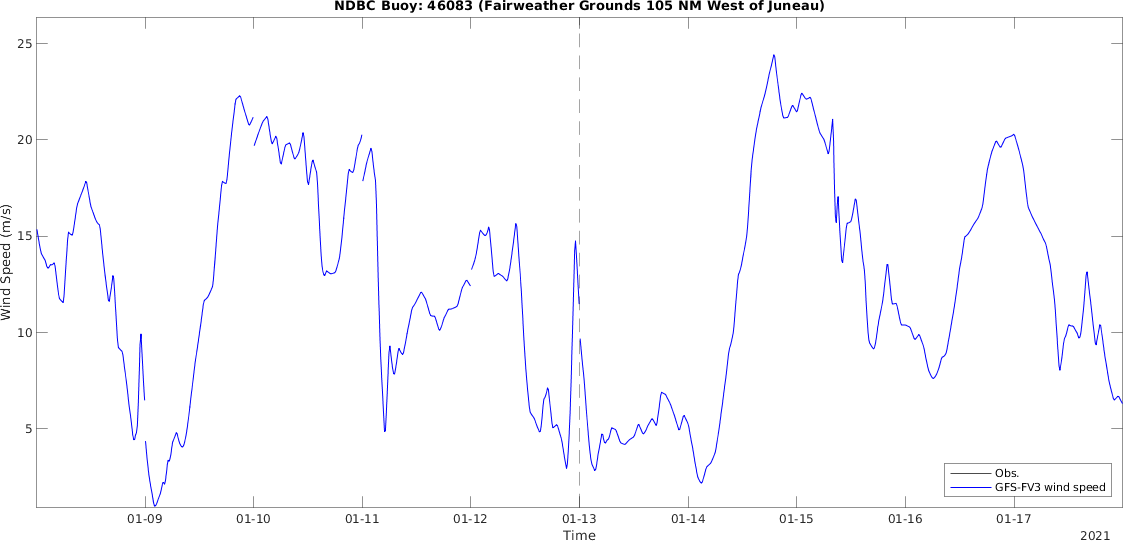 NDBC Buoy: 46083 (Fairweather Grounds 105 NM West of Juneau)
25
20
15
10
5
Wind Speed (m/s)
Obs.
GFS-FV3 wind speed
01-09 01-10 01-11 01-12 01-13 01-14 01-15 01-16 01-17
Time
2021